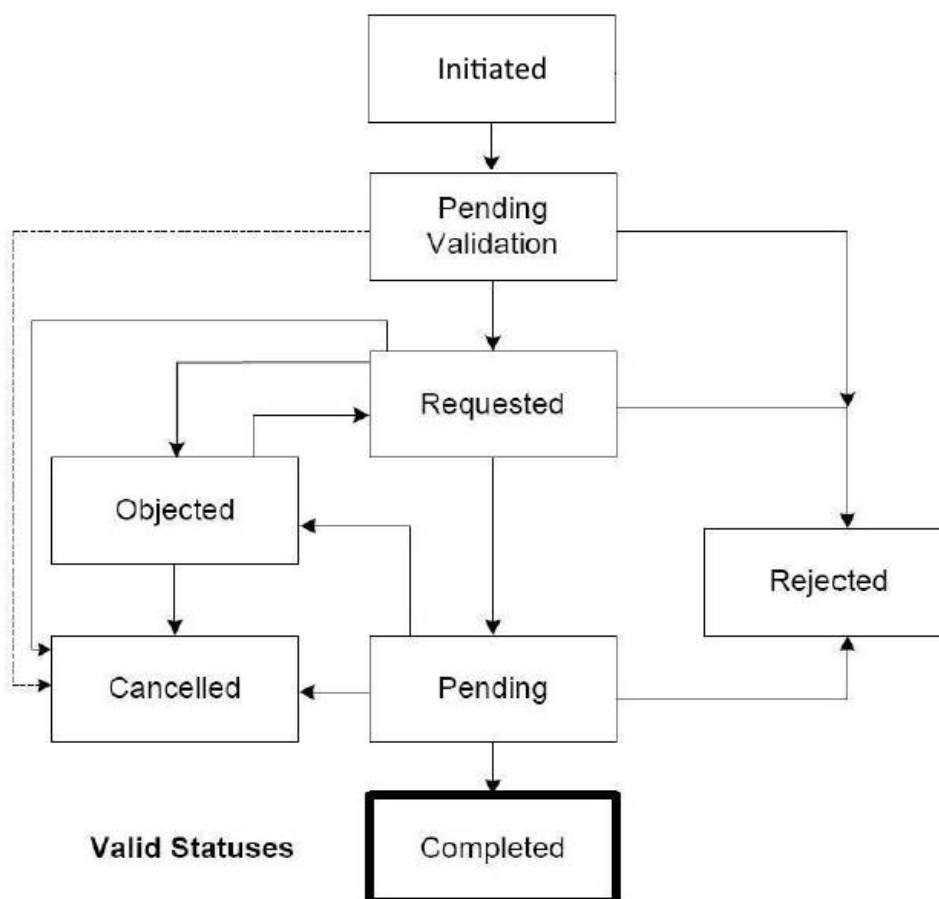 Initiated
Pending
Validation
Requested
Objected
Rejected
Cancelled
Pending
Valid Statuses
Completed